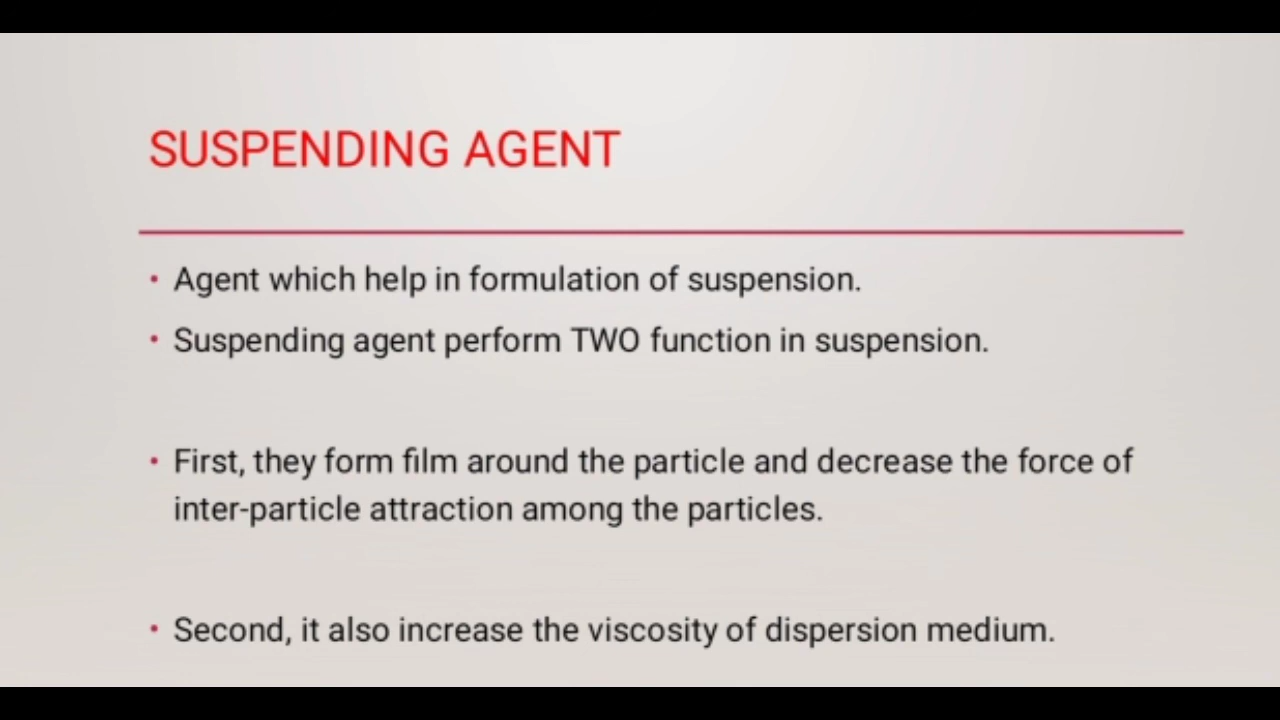 SUSPENDING AGENT
• Agent which help in formulation of suspension.
• Suspending agent perform TWO function in suspension.
• First, they form film around the particle and decrease the force of
inter-particle attraction among the particles.
• Second, it also increase the viscosity of dispersion medium.